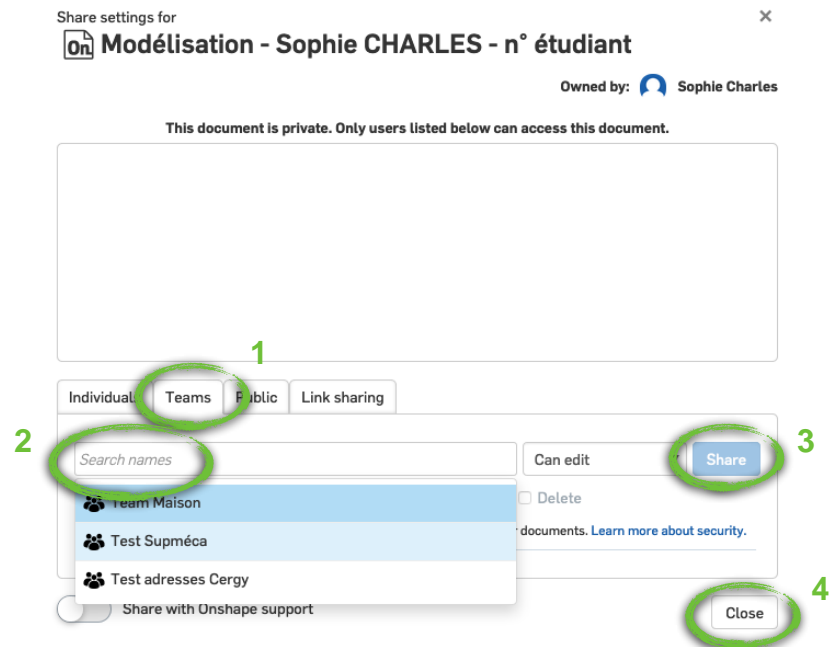 Share settings for
On Modélisation - Sophie CHARLES - n° étudiant
Owned by: Sophie Charles
This document is private. Only users listed below can access this document.
1
Individual Teams Public Link sharing
2
Search names Can edit Share 3
Team Maison Delete
Test Supméca documents. Learn more about security.
Test adresses Cergy
Share with Onshape support
Close 4